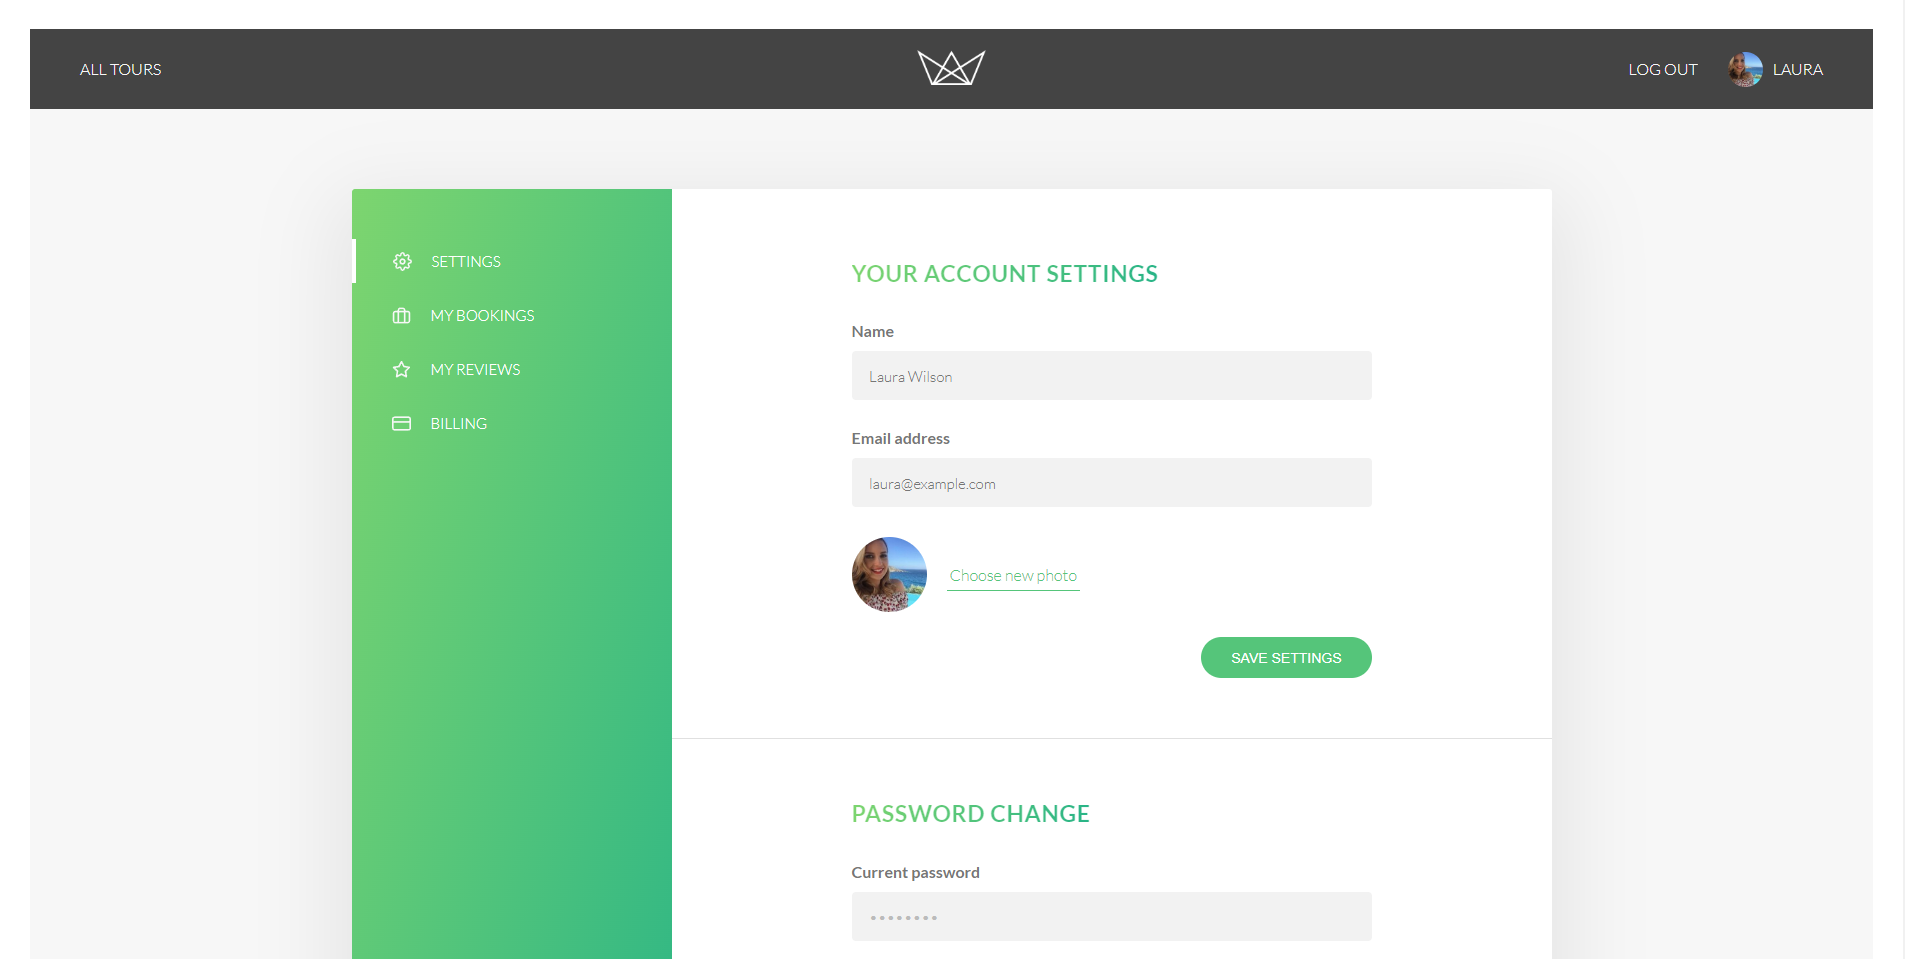 ALL TOURS
LOG OUT
LAURA
SETTINGS
MY BOOKINGS
MY REVIEWS
BILLING
YOUR ACCOUNT SETTINGS
Name
Laura Wilson
Email address
laura@example.com
Choose new photo
SAVE SETTINGS
PASSWORD CHANGE
Current password
••••••••